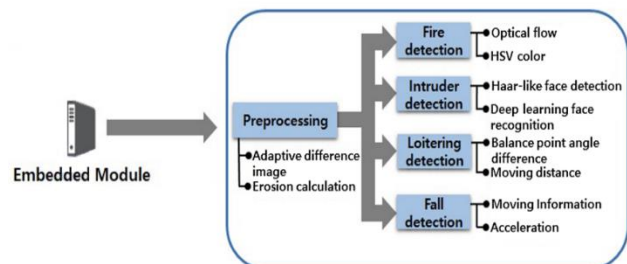 Embedded Module
Preprocessing
Adaptive difference
image
Erosion calculation
Fire
detection
Optical flow
HSV color
Intruder
detection
Haar-like face detection
Deep learning face
recognition
Loitering
detection
Balance point angle
difference
Moving distance
Fall
detection
Moving Information
Acceleration